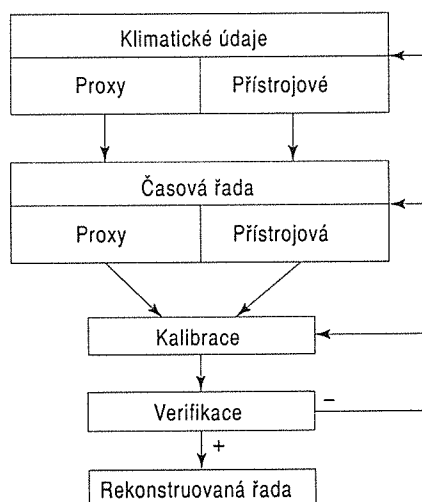 Klimatické údaje
Proxy
Přístrojové
Časová řada
Proxy
Přístrojová
Kalibrace
Verifikace
–
+
Rekonstruovaná řada